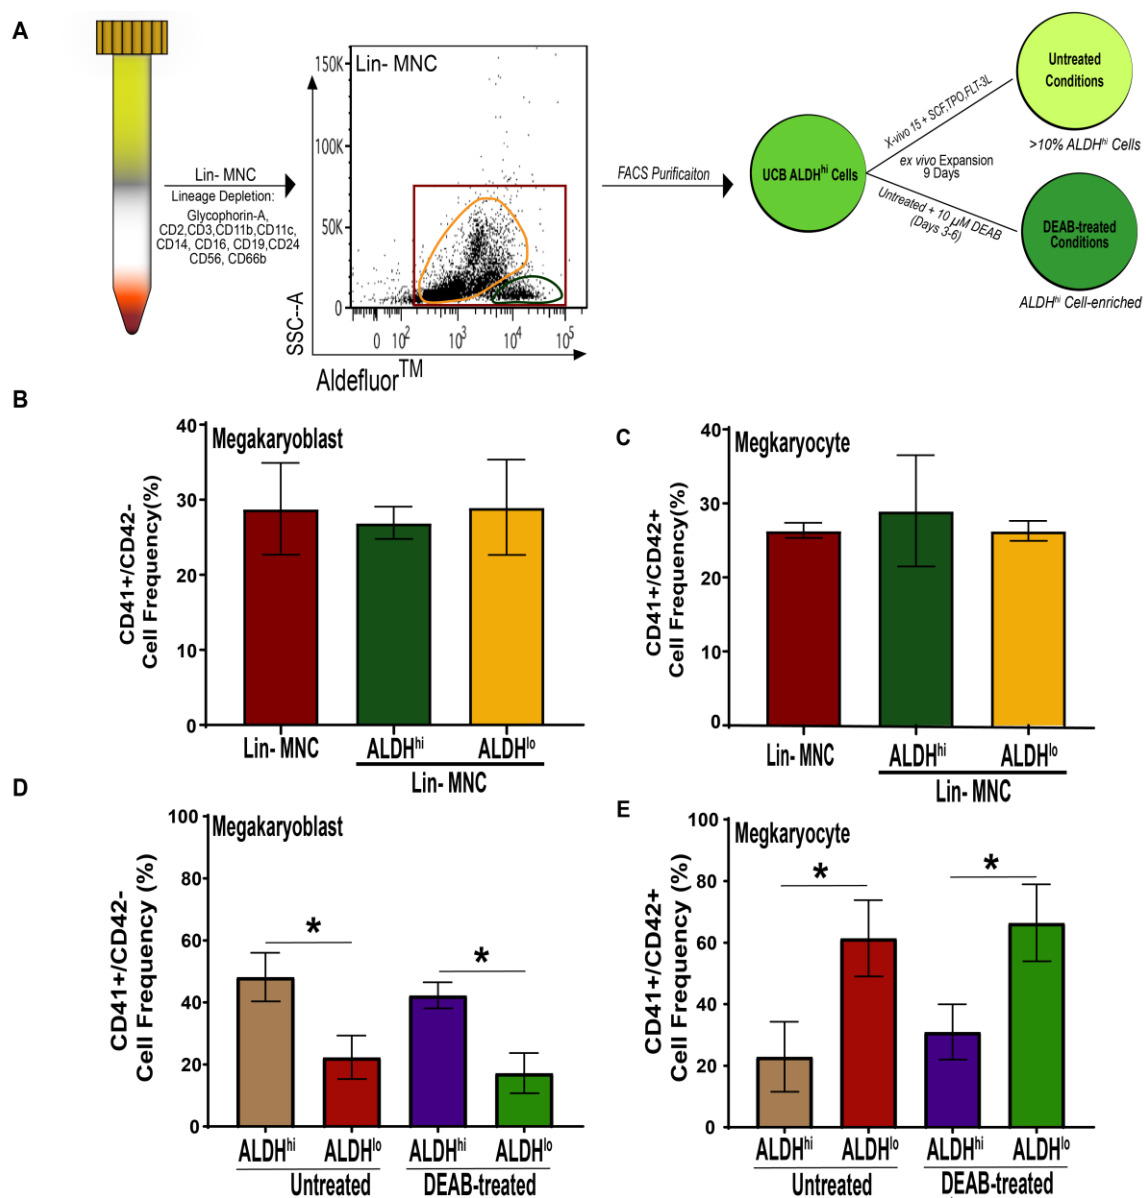 A
Lin- MNC
Lineage Depletion:
Glycophorin-A,
CD2,CD3,CD11b,CD11c,
CD14, CD16, CD19,CD24
CD56, CD66b
Lin- MNC
150K
100K
50K
0
SSC--A
0 10² 10³ 10⁴ 10⁵
Aldefluor™
FACS Purificaiton
UCB ALDHʰⁱ Cells
X-vivo 15 + SCF,TPO,FLT-3L
ex vivo Expansion
9 Days
Untreated + 10 µM DEAB
(Days 3-6)
Untreated
Conditions
>10% ALDHʰⁱ Cells
DEAB-treated
Conditions
ALDHʰⁱ Cell-enriched
B
Megakaryoblast
CD41+/CD42-
Cell Frequency(%)
40
30
20
10
0
Lin- MNC ALDHʰⁱ ALDHˡᵒ
Lin- MNC
C
Megkaryocyte
CD41+/CD42+
Cell Frequency(%)
40
30
20
10
0
Lin- MNC ALDHʰⁱ ALDHˡᵒ
Lin- MNC
D
Megakaryoblast
CD41+/CD42-
Cell Frequency (%)
100
80
60
40
20
0
* *
ALDHʰⁱ ALDHˡᵒ ALDHʰⁱ ALDHˡᵒ
Untreated DEAB-treated
E
Megkaryocyte
CD41+/CD42+
Cell Frequency (%)
100
80
60
40
20
0
* *
ALDHʰⁱ ALDHˡᵒ ALDHʰⁱ ALDHˡᵒ
Untreated DEAB-treated